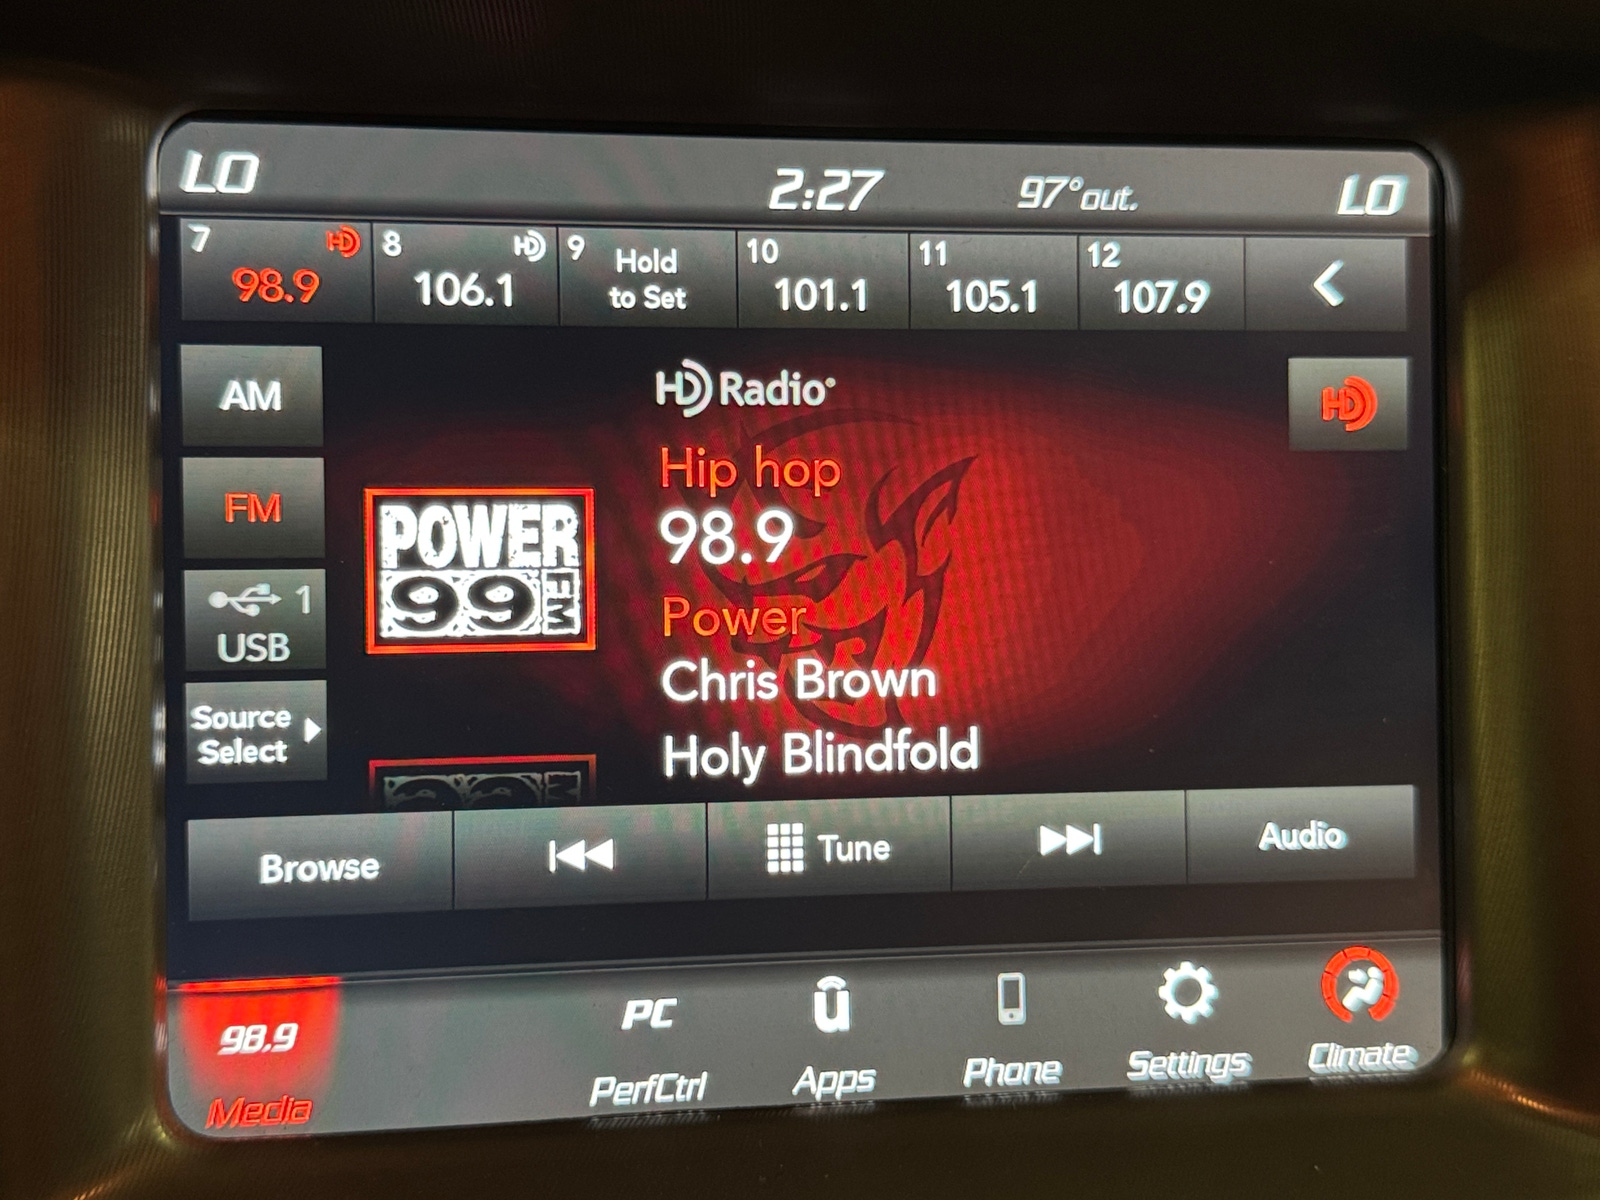 LO
2:27
97°out.
LO
7
HD
98.9
8
HD
106.1
9
Hold
to Set
10
101.1
11
105.1
12
107.9
AM
FM
1
USB
Source
Select
POWER
99
FM
HD Radio®
Hip hop
98.9
Power
Chris Brown
Holy Blindfold
HD
Browse
Tune
Audio
98.9
Media
PC
PerfCtrl
u
Apps
Phone
Settings
Climate